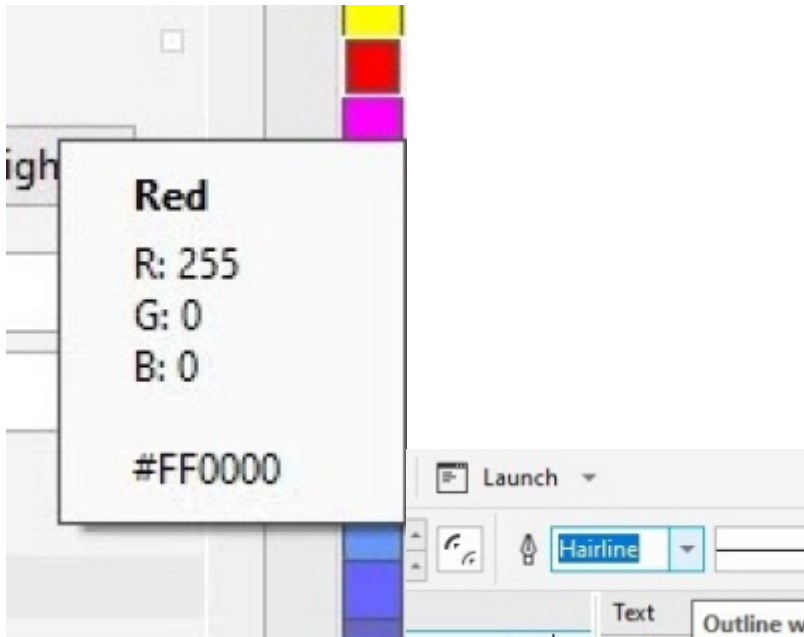 igh
Red
R: 255
G: 0
B: 0
#FF0000
Launch
Hairline
Text
Outline w